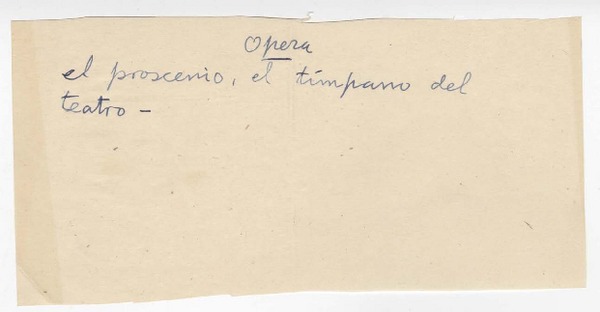 Opera
el proscenio, el tímpano del
teatro –